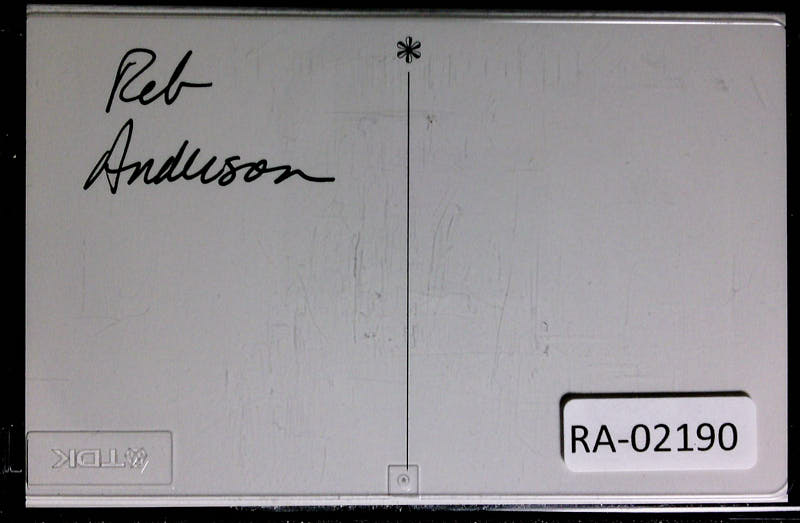 Reb
Anderson
*
RA-02190
TDK